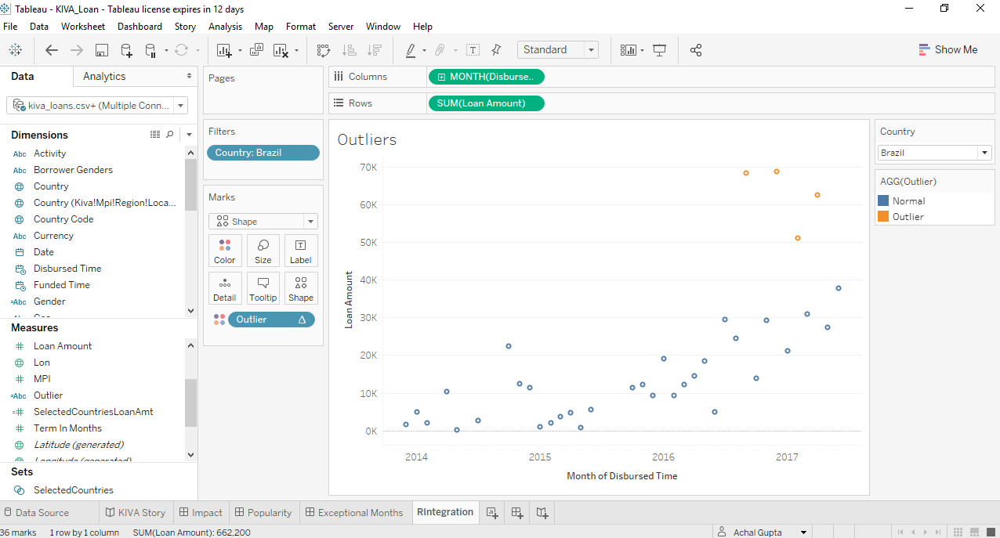 Tableau - KIVA_Loan - Tableau license expires in 12 days
File Data Worksheet Dashboard Story Analysis Map Format Server Window Help
Standard
Show Me
Data Analytics
kiva_loans.csv+ (Multiple Conn...
Dimensions
Abc Activity
Abc Borrower Genders
Country
Country (Kiva!Mpi!Region!Loca...
Country Code
Abc Currency
Date
Disbursed Time
Funded Time
=Abc Gender
Measures
# Loan Amount
Lon
# MPI
=Abc Outlier
=# SelectedCountriesLoanAmt
# Term In Months
Latitude (generated)
Longitude (generated)
Sets
SelectedCountries
Pages
Filters
Country: Brazil
Marks
Shape
Color Size Label
Detail Tooltip Shape
Outlier Δ
Columns MONTH(Disburse..
Rows SUM(Loan Amount)
Outliers
70K
60K
50K
40K
30K
20K
10K
0K
Loan Amount
2014 2015 2016 2017
Month of Disbursed Time
Country
Brazil
AGG(Outlier)
Normal
Outlier
Data Source KIVA Story Impact Popularity Exceptional Months RIntegration
36 marks 1 row by 1 column SUM(Loan Amount): 662,200
Achal Gupta